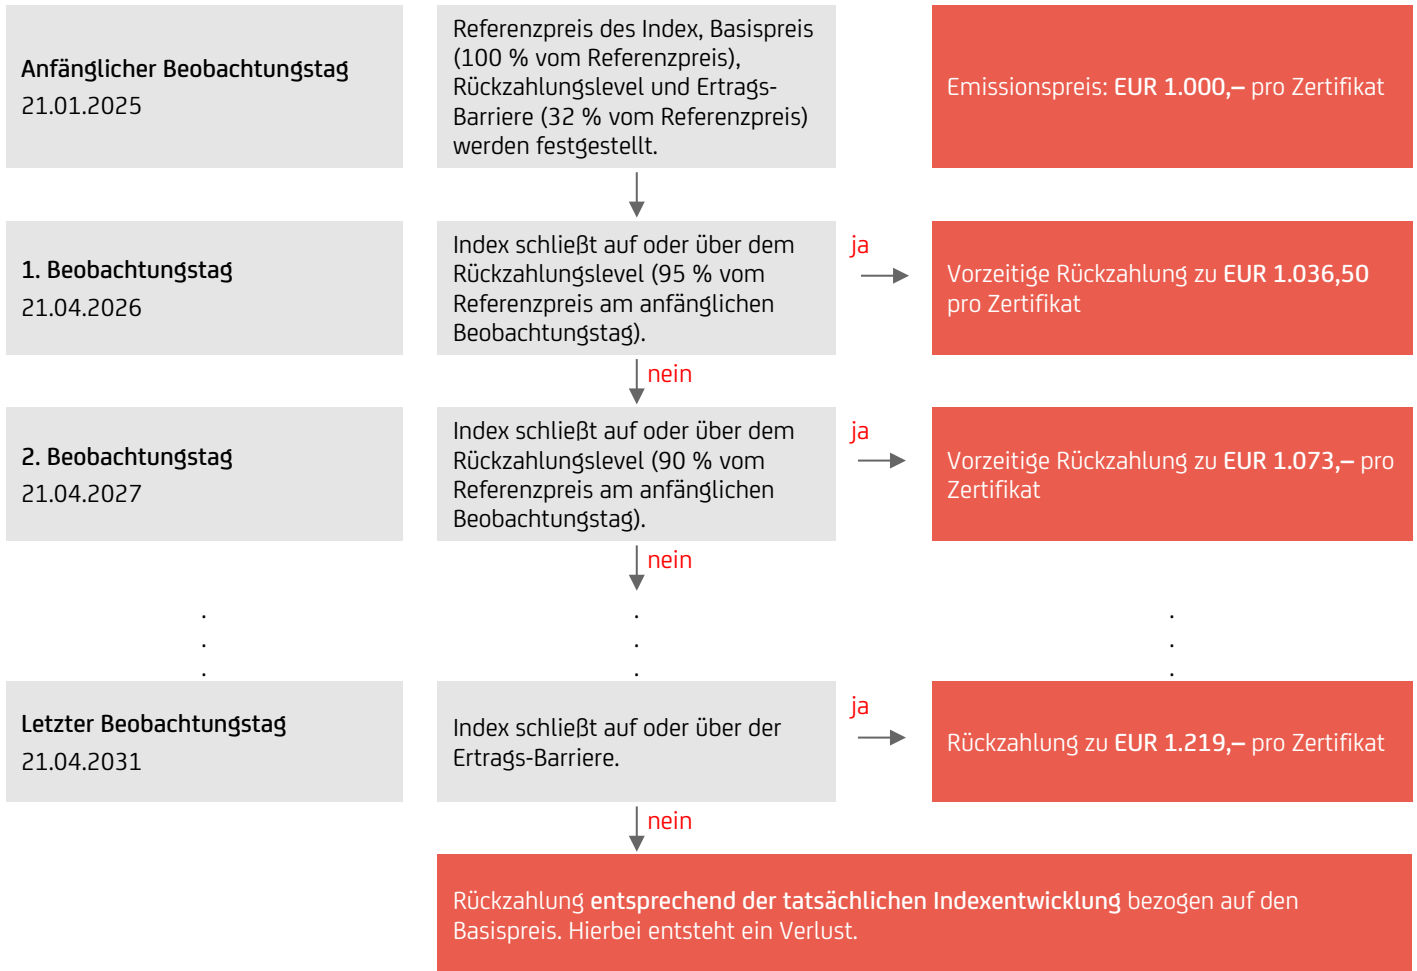 Anfänglicher Beobachtungstag
21.01.2025
Referenzpreis des Index, Basispreis
(100 % vom Referenzpreis),
Rückzahlungslevel und Ertrags-
Barriere (32 % vom Referenzpreis)
werden festgestellt.
Emissionspreis: EUR 1.000,– pro Zertifikat
1. Beobachtungstag
21.04.2026
Index schließt auf oder über dem
Rückzahlungslevel (95 % vom
Referenzpreis am anfänglichen
Beobachtungstag).
ja
Vorzeitige Rückzahlung zu EUR 1.036,50
pro Zertifikat
nein
2. Beobachtungstag
21.04.2027
Index schließt auf oder über dem
Rückzahlungslevel (90 % vom
Referenzpreis am anfänglichen
Beobachtungstag).
ja
Vorzeitige Rückzahlung zu EUR 1.073,– pro
Zertifikat
nein
. . .
. . .
. . .
Letzter Beobachtungstag
21.04.2031
Index schließt auf oder über der
Ertrags-Barriere.
ja
Rückzahlung zu EUR 1.219,– pro Zertifikat
nein
Rückzahlung entsprechend der tatsächlichen Indexentwicklung bezogen auf den
Basispreis. Hierbei entsteht ein Verlust.